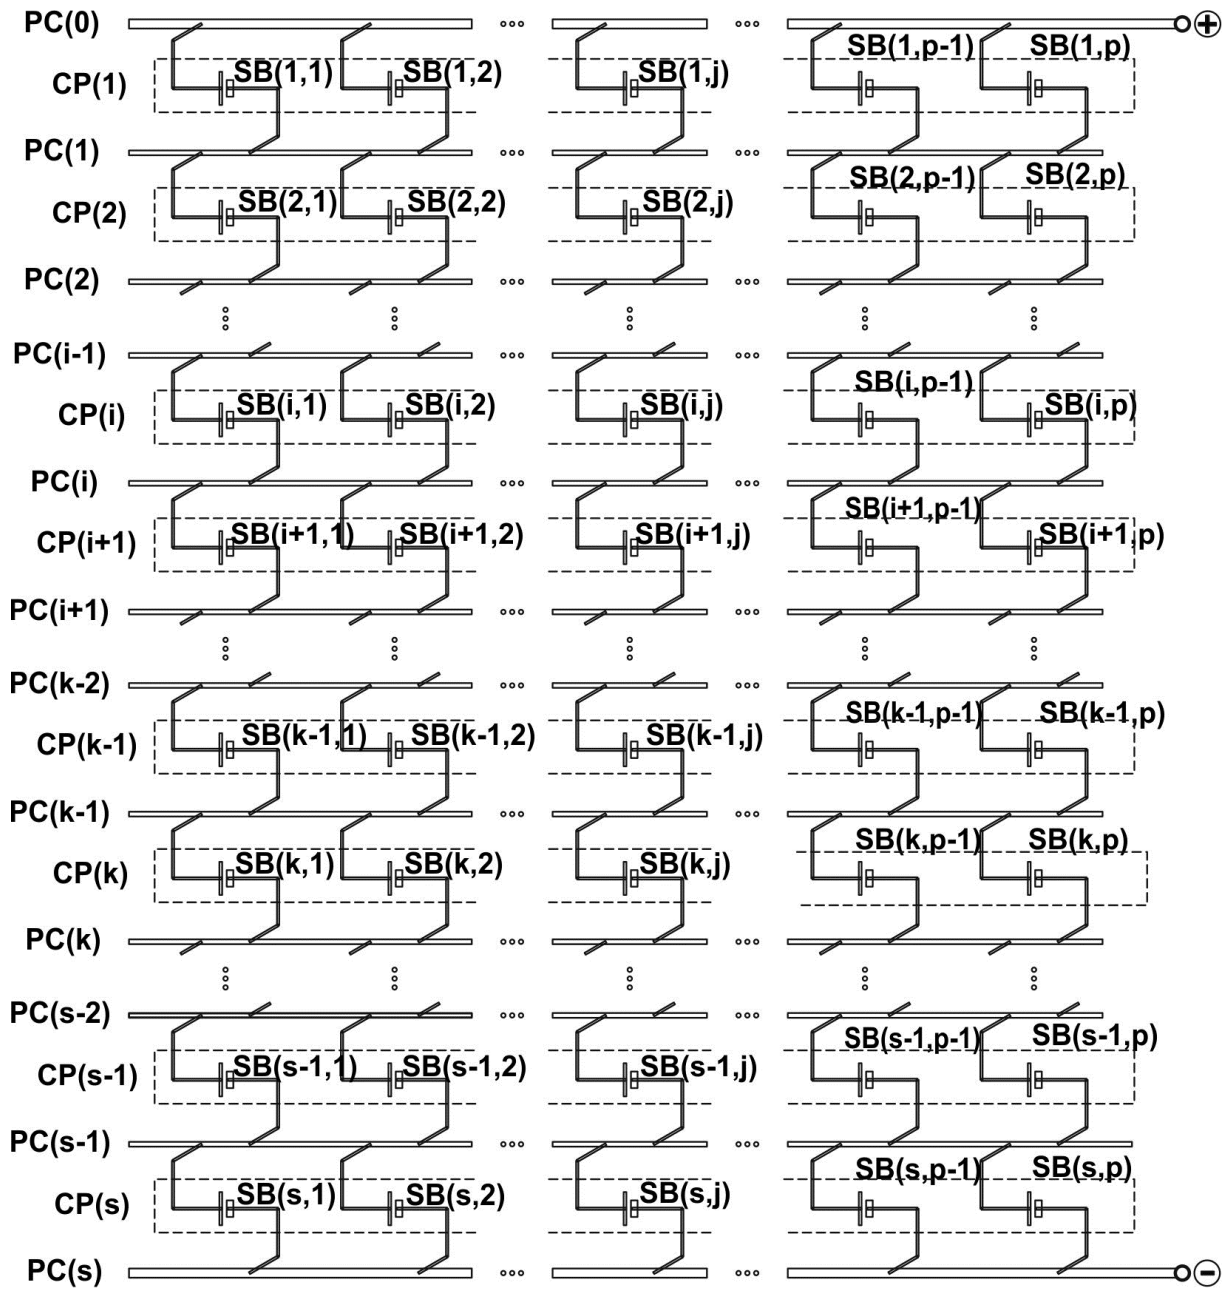 PC(0) +
CP(1) SB(1,1) SB(1,2) SB(1,j) SB(1,p-1) SB(1,p)
PC(1)
CP(2) SB(2,1) SB(2,2) SB(2,j) SB(2,p-1) SB(2,p)
PC(2)
PC(i-1)
CP(i) SB(i,1) SB(i,2) SB(i,j) SB(i,p-1) SB(i,p)
PC(i)
CP(i+1) SB(i+1,1) SB(i+1,2) SB(i+1,j) SB(i+1,p-1) SB(i+1,p)
PC(i+1)
PC(k-2)
CP(k-1) SB(k-1,1) SB(k-1,2) SB(k-1,j) SB(k-1,p-1) SB(k-1,p)
PC(k-1)
CP(k) SB(k,1) SB(k,2) SB(k,j) SB(k,p-1) SB(k,p)
PC(k)
PC(s-2)
CP(s-1) SB(s-1,1) SB(s-1,2) SB(s-1,j) SB(s-1,p-1) SB(s-1,p)
PC(s-1)
CP(s) SB(s,1) SB(s,2) SB(s,j) SB(s,p-1) SB(s,p)
PC(s) −